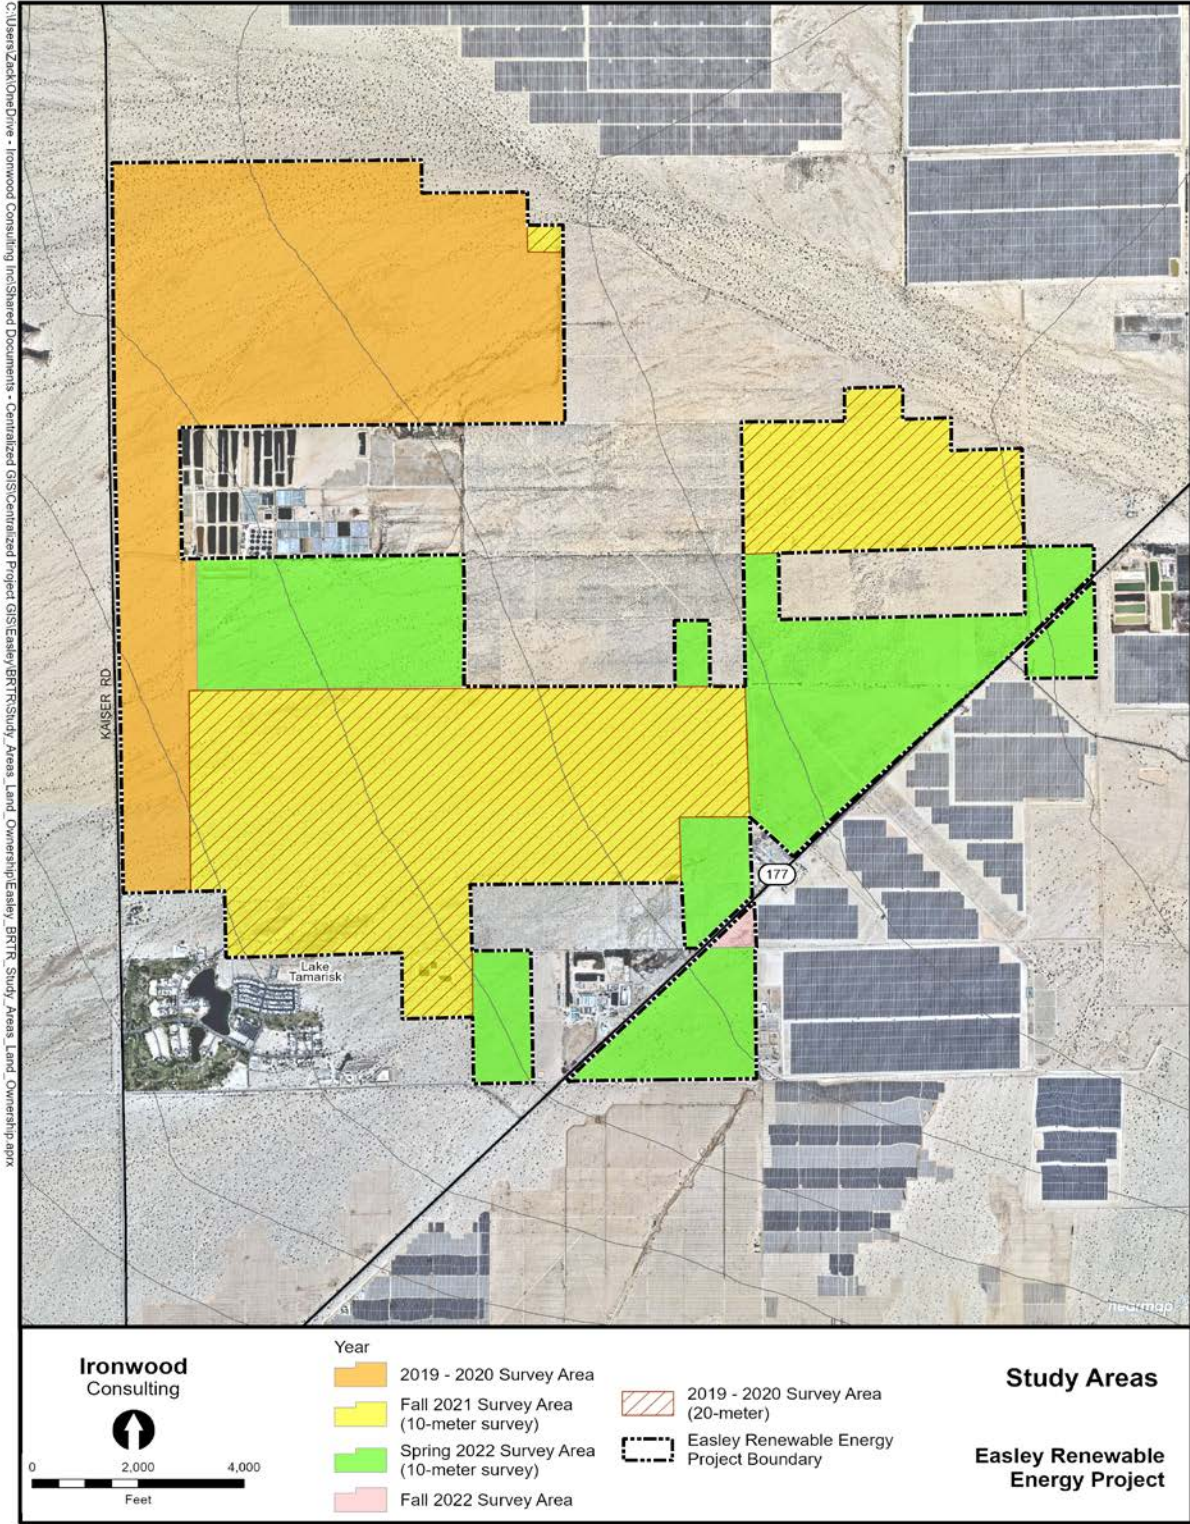 C:\Users\Zack\OneDrive - Ironwood Consulting Inc\Shared Documents - Centralized GIS\Centralized Project GIS\Easley\BRTR\Study_Areas_Land_Ownership\Easley_BRTR_Study_Areas_Land_Ownership.aprx
KAISER RD
177
Lake
Tamarisk
nearmap
Ironwood
Consulting
0 2,000 4,000
Feet
Year
2019 - 2020 Survey Area
Fall 2021 Survey Area
(10-meter survey)
Spring 2022 Survey Area
(10-meter survey)
Fall 2022 Survey Area
2019 - 2020 Survey Area
(20-meter)
Easley Renewable Energy
Project Boundary
Study Areas
Easley Renewable
Energy Project